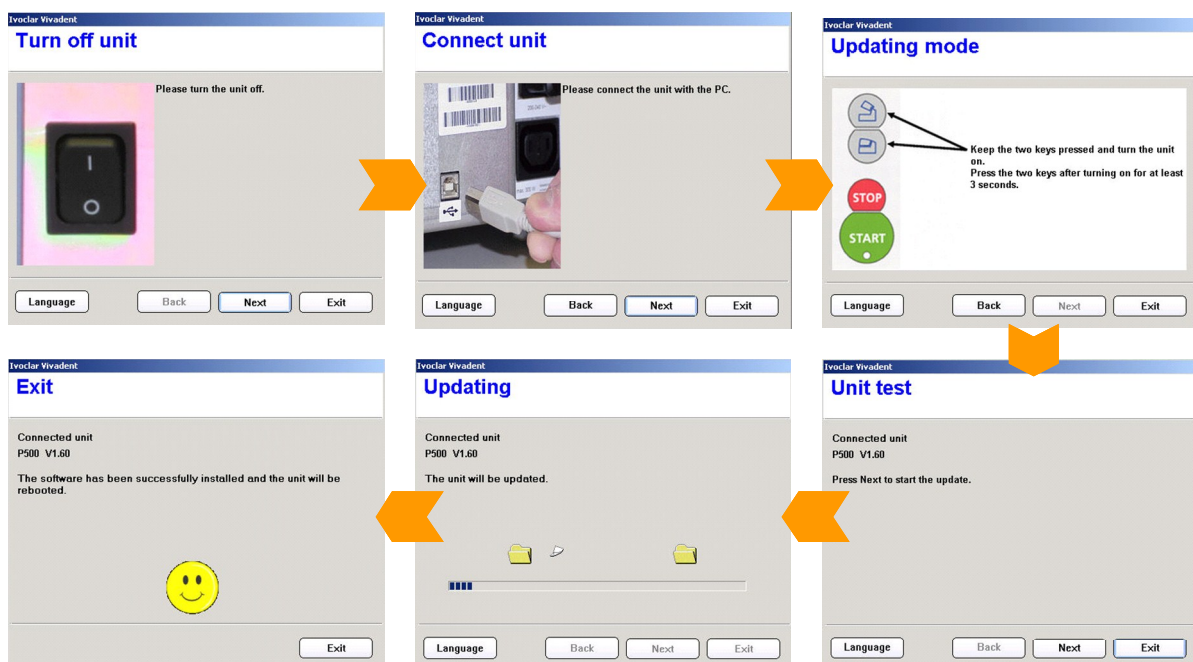 Ivoclar Vivadent
Turn off unit
Please turn the unit off.
Language
Back
Next
Exit
Ivoclar Vivadent
Connect unit
Please connect the unit with the PC.
Language
Back
Next
Exit
Ivoclar Vivadent
Updating mode
Keep the two keys pressed and turn the unit
on.
Press the two keys after turning on for at least
3 seconds.
STOP
START
Language
Back
Next
Exit
Ivoclar Vivadent
Unit test
Connected unit
P500 V1.60
Press Next to start the update.
Language
Back
Next
Exit
Ivoclar Vivadent
Updating
Connected unit
P500 V1.60
The unit will be updated.
Language
Back
Next
Exit
Ivoclar Vivadent
Exit
Connected unit
P500 V1.60
The software has been successfully installed and the unit will be
rebooted.
Exit